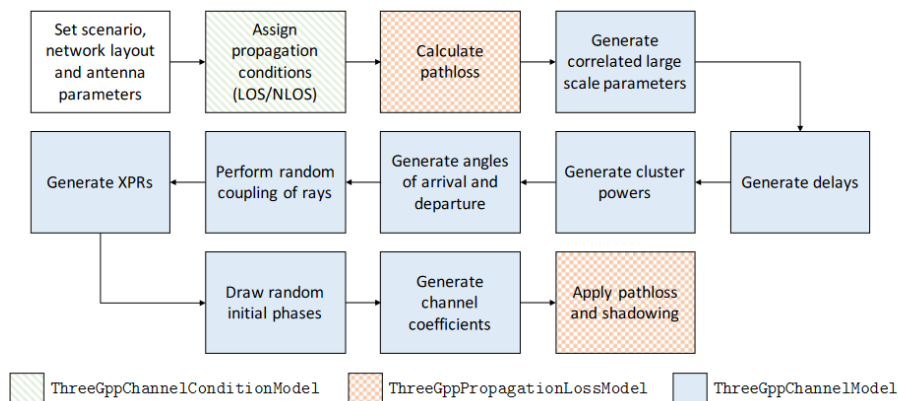 Set scenario,
network layout
and antenna
parameters
Assign
propagation
conditions
(LOS/NLOS)
Calculate
pathloss
Generate
correlated large
scale parameters
Generate XPRs
Perform random
coupling of rays
Generate angles
of arrival and
departure
Generate cluster
powers
Generate delays
Draw random
initial phases
Generate
channel
coefficients
Apply pathloss
and shadowing
ThreeGppChannelConditionModel
ThreeGppPropagationLossModel
ThreeGppChannelModel